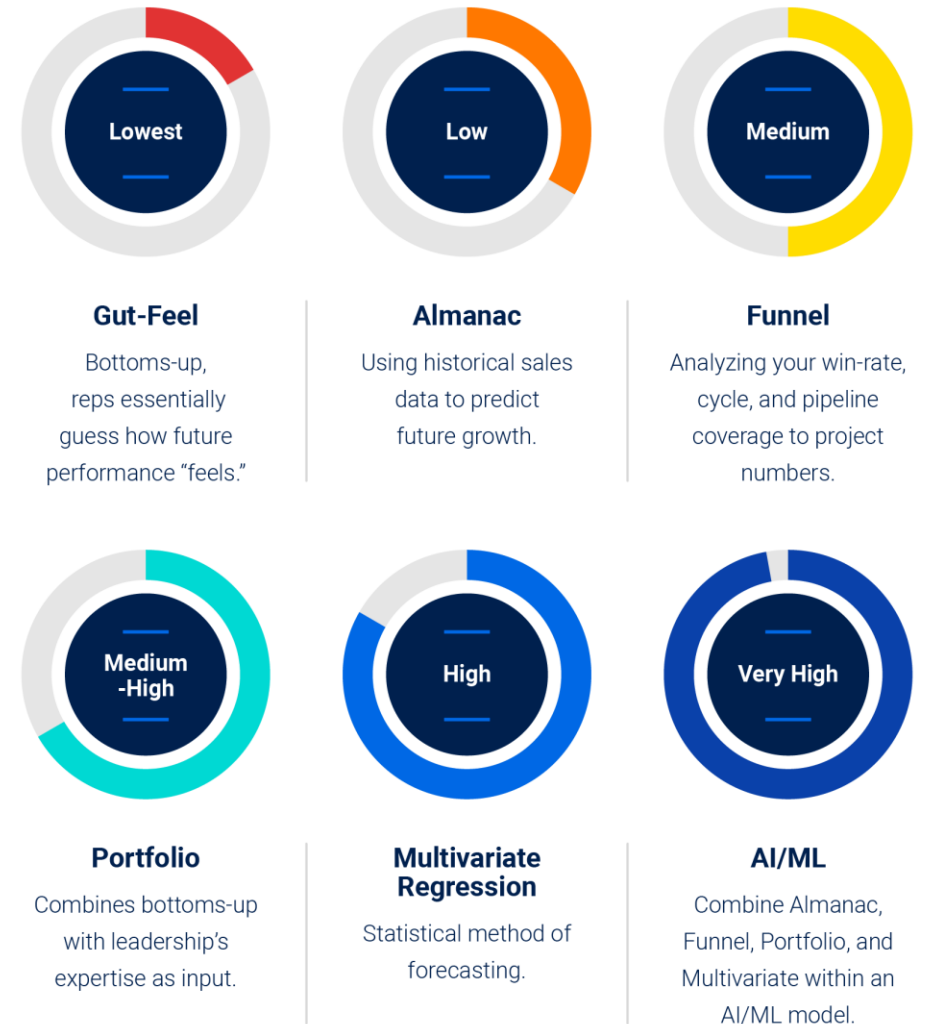 Lowest
Low
Medium
Gut-Feel
Bottoms-up,
reps essentially
guess how future
performance “feels.”
Almanac
Using historical sales
data to predict
future growth.
Funnel
Analyzing your win-rate,
cycle, and pipeline
coverage to project
numbers.
Medium
-High
High
Very High
Portfolio
Combines bottoms-up
with leadership’s
expertise as input.
Multivariate
Regression
Statistical method of
forecasting.
AI/ML
Combine Almanac,
Funnel, Portfolio, and
Multivariate within an
AI/ML model.